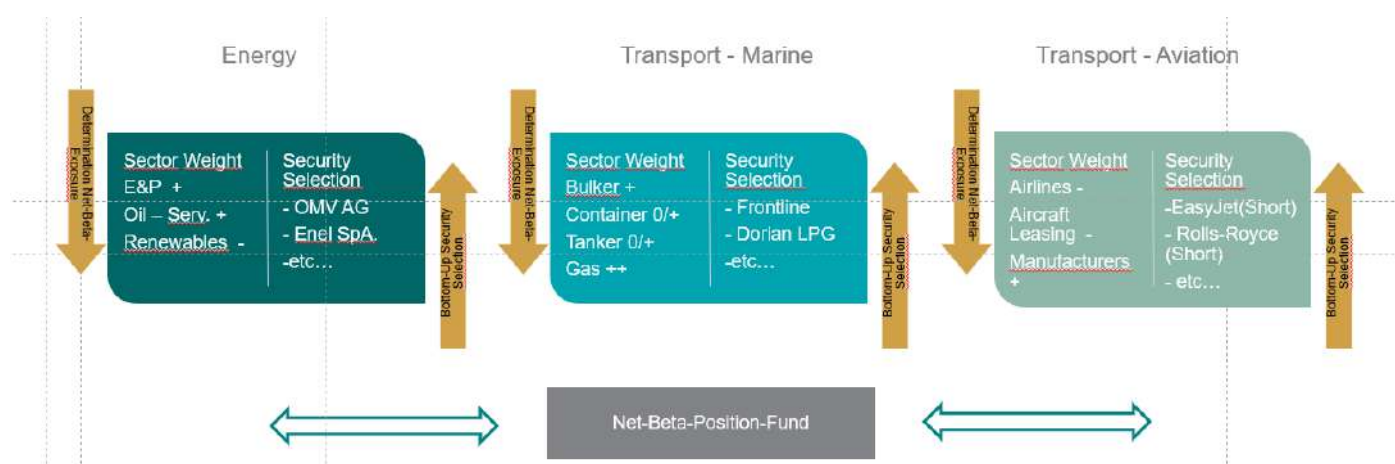 Energy
Transport - Marine
Transport - Aviation
Determination Net-Beta-
Exposure
Sector Weight
E&P +
Oil – Serv. +
Renewables -
Security
Selection
- OMV AG
- Enel SpA.
-etc...
Bottom-Up Security
Selection
Determination Net-Beta-
Exposure
Sector Weight
Bulker +
Container 0/+
Tanker 0/+
Gas ++
Security
Selection
- Frontline
- Dorian LPG
-etc...
Bottom-Up Security
Selection
Determination Net-Beta-
Exposure
Sector Weight
Airlines -
Aircraft
Leasing -
Manufacturers
+
Security
Selection
-EasyJet(Short)
- Rolls-Royce
(Short)
- etc...
Bottom-Up Security
Selection
Net-Beta-Position-Fund